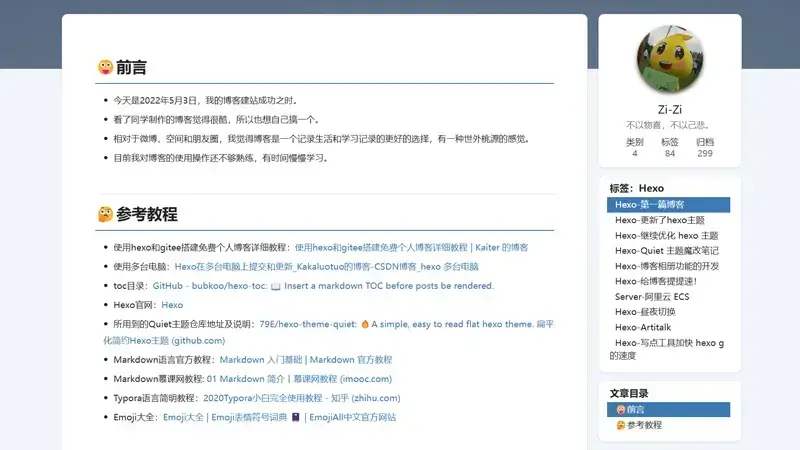 😜前言
今天是2022年5月3日，我的博客建站成功之时。
看了同学制作的博客觉得很酷，所以也想自己搞一个。
相对于微博、空间和朋友圈，我觉得博客是一个记录生活和学习记录的更好的选择，有一种世外桃源的感觉。
目前我对博客的使用操作还不够熟练，有时间慢慢学习。
🤔参考教程
使用hexo和gitee搭建免费个人博客详细教程：使用hexo和gitee搭建免费个人博客详细教程 | Kaiter 的博客
使用多台电脑：Hexo在多台电脑上提交和更新_Kakaluotuo的博客-CSDN博客_hexo 多台电脑
toc目录：GitHub - bubkoo/hexo-toc: 📖 Insert a markdown TOC before posts be rendered.
Hexo官网：Hexo
所用到的Quiet主题仓库地址及说明：79E/hexo-theme-quiet: 🔥A simple, easy to read flat hexo theme. 扁平
化简约Hexo主题 (github.com)
Markdown语言官方教程：Markdown 入门基础 | Markdown 官方教程
Markdown慕课网教程: 01 Markdown 简介丨慕课网教程 (imooc.com)
Typora语言简明教程：2020Typora小白完全使用教程 - 知乎 (zhihu.com)
Emoji大全：Emoji大全 | Emoji表情符号词典 📓 | EmojiAll中文官方网站
Zi-Zi
不以物喜，不以己悲。
类别 标签 归档
4 84 299
标签：Hexo
Hexo-第一篇博客
Hexo-更新了hexo主题
Hexo-继续优化 hexo 主题
Hexo-Quiet 主题魔改笔记
Hexo-博客相册功能的开发
Hexo-给博客提提速！
Server-阿里云 ECS
Hexo-昼夜切换
Hexo-Artitalk
Hexo-写点工具加快 hexo g
的速度
文章目录
😜前言
🤔参考教程